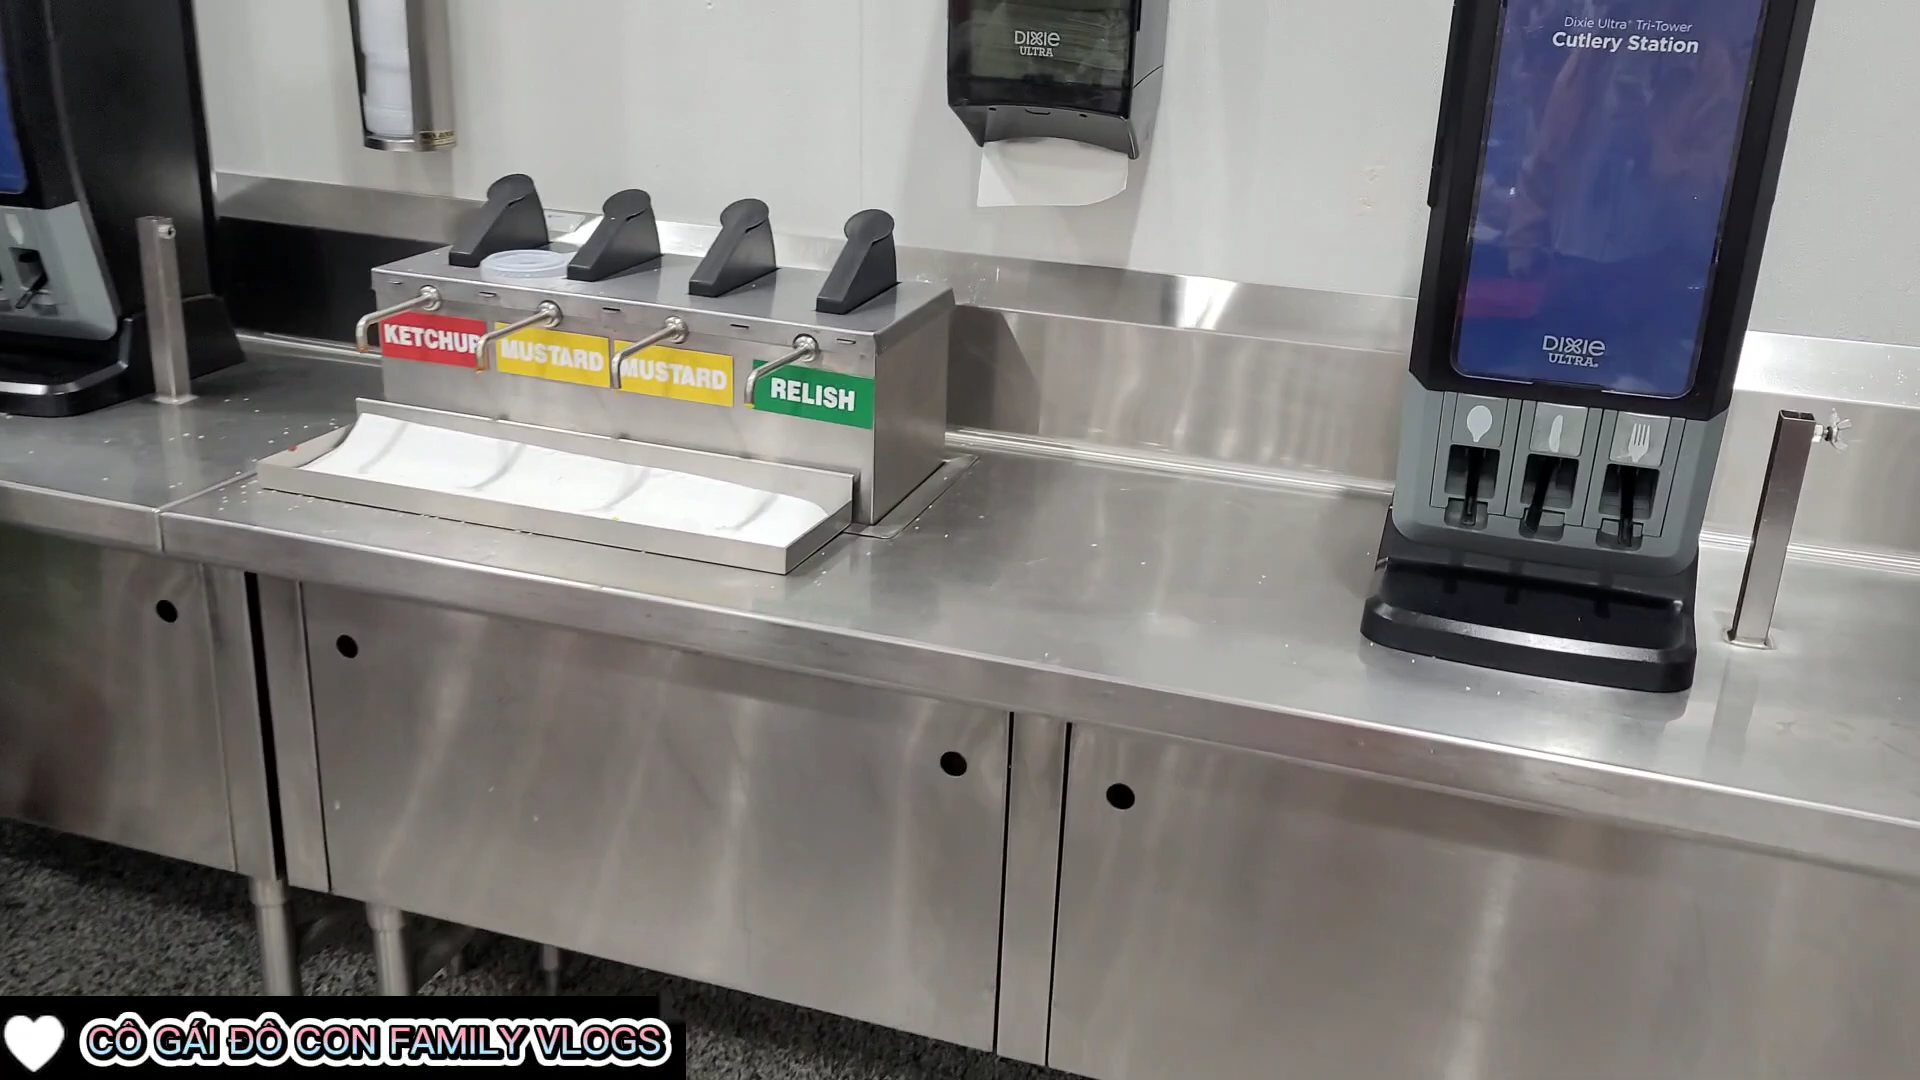 DIXIE
ULTRA
Dixie Ultra® Tri-Tower
Cutlery Station
KETCHUP
MUSTARD
MUSTARD
RELISH
DIXIE
ULTRA®
CÔ GÁI ĐÔ CON FAMILY VLOGS